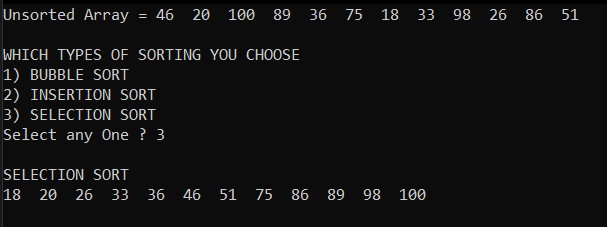 Unsorted Array = 46  20  100  89  36  75  18  33  98  26  86  51
WHICH TYPES OF SORTING YOU CHOOSE
1) BUBBLE SORT
2) INSERTION SORT
3) SELECTION SORT
Select any One ? 3
SELECTION SORT
18  20  26  33  36  46  51  75  86  89  98  100